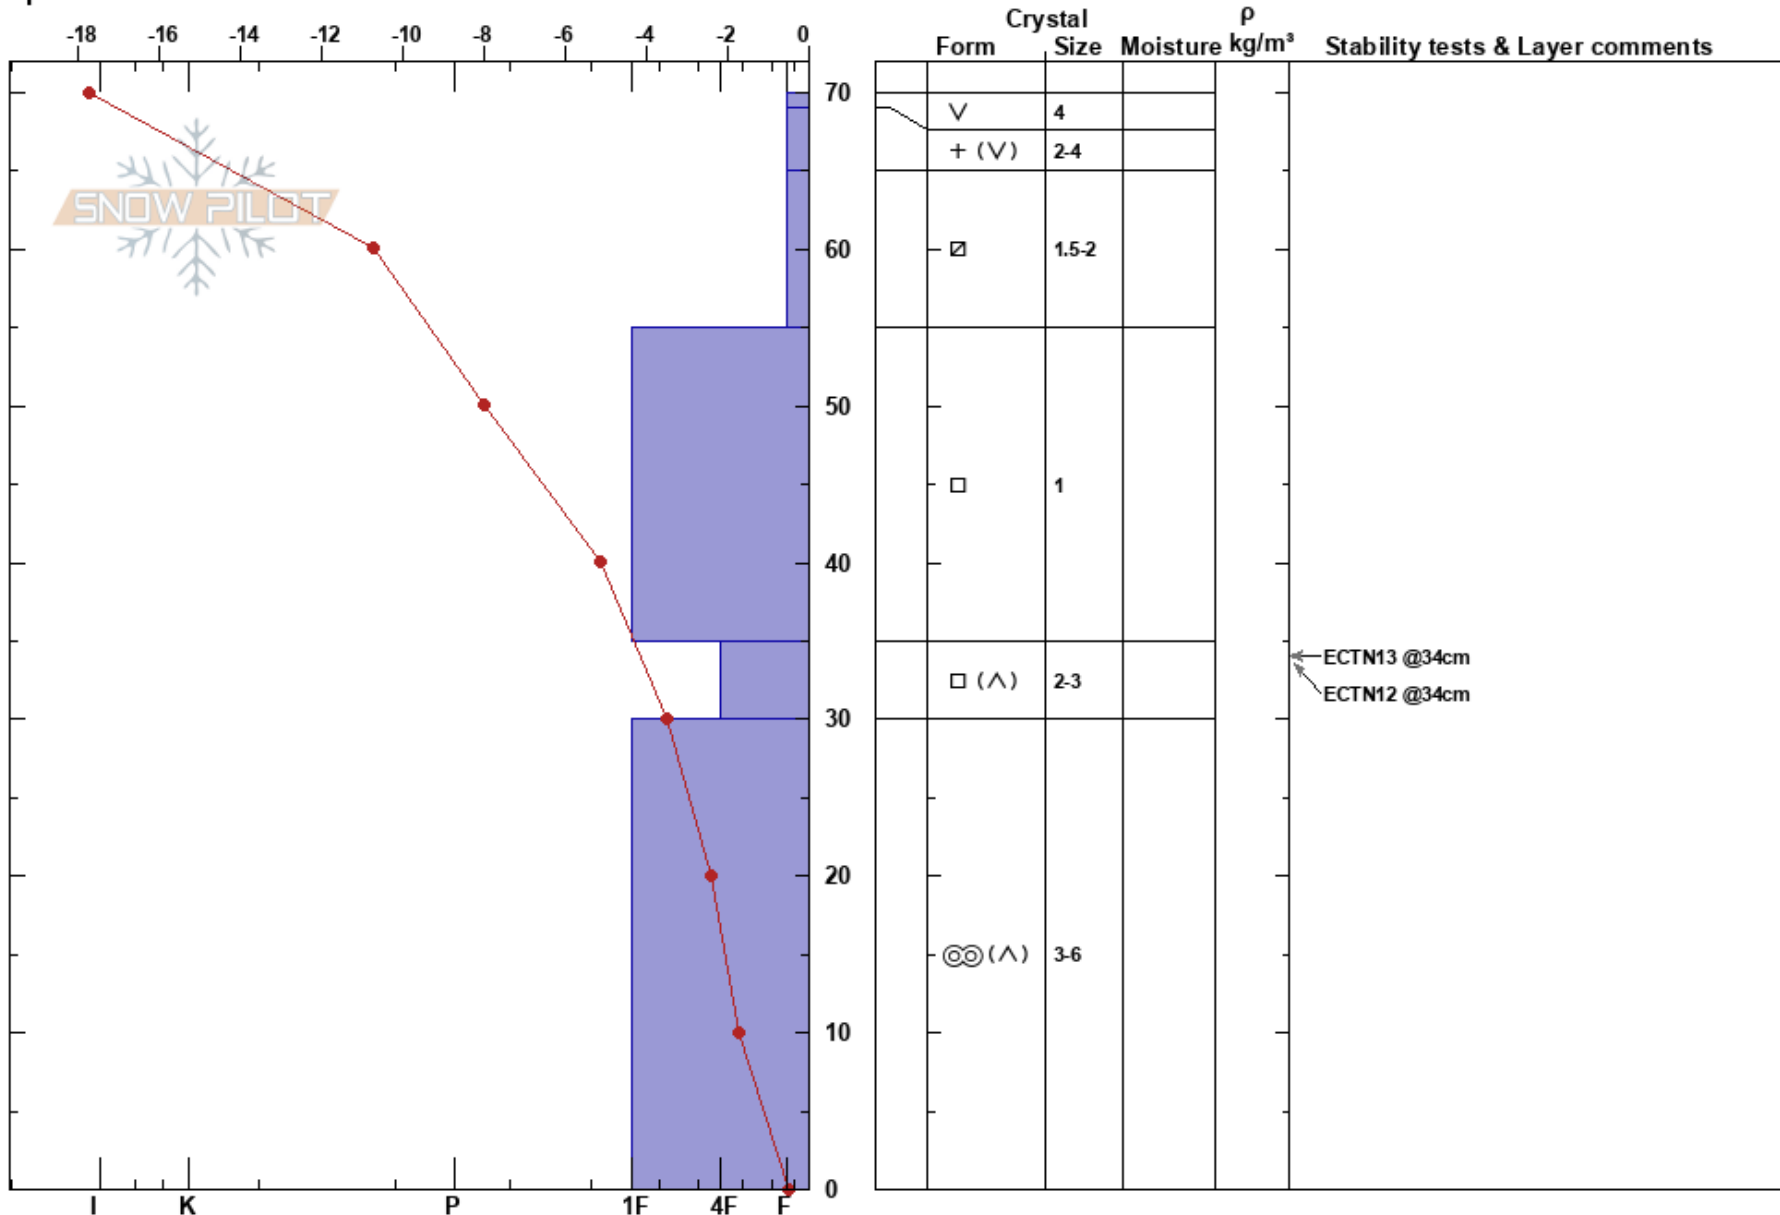 Crystal ρ
-18 -16 -14 -12 -10 -8 -6 -4 -2 0
Form Size Moisture kg/m³ Stability tests & Layer comments
70
V 4
+ (V) 2-4
SNOW PILOT
60
1.5-2
50
1
40
ECTN13 @34cm
(Λ) 2-3
ECTN12 @34cm
30
20
(Λ) 3-6
10
0
I K P 1F 4F F